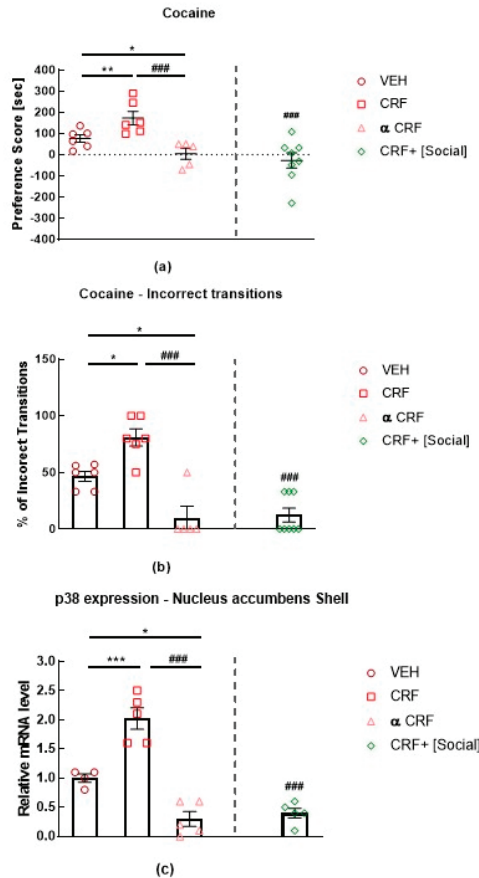 Cocaine
*
** ###
Preference Score [sec]
400
300
200
100
0
-100
-200
-300
-400
###
VEH
CRF
α CRF
CRF+ [Social]
(a)
Cocaine - Incorrect transitions
*
* ###
% of Incorrect Transitions
150
100
50
0
###
VEH
CRF
α CRF
CRF+ [Social]
(b)
p38 expression - Nucleus accumbens Shell
*
*** ###
Relative mRNA level
3.0
2.5
2.0
1.5
1.0
0.5
0.0
###
VEH
CRF
α CRF
CRF+ [Social]
(c)